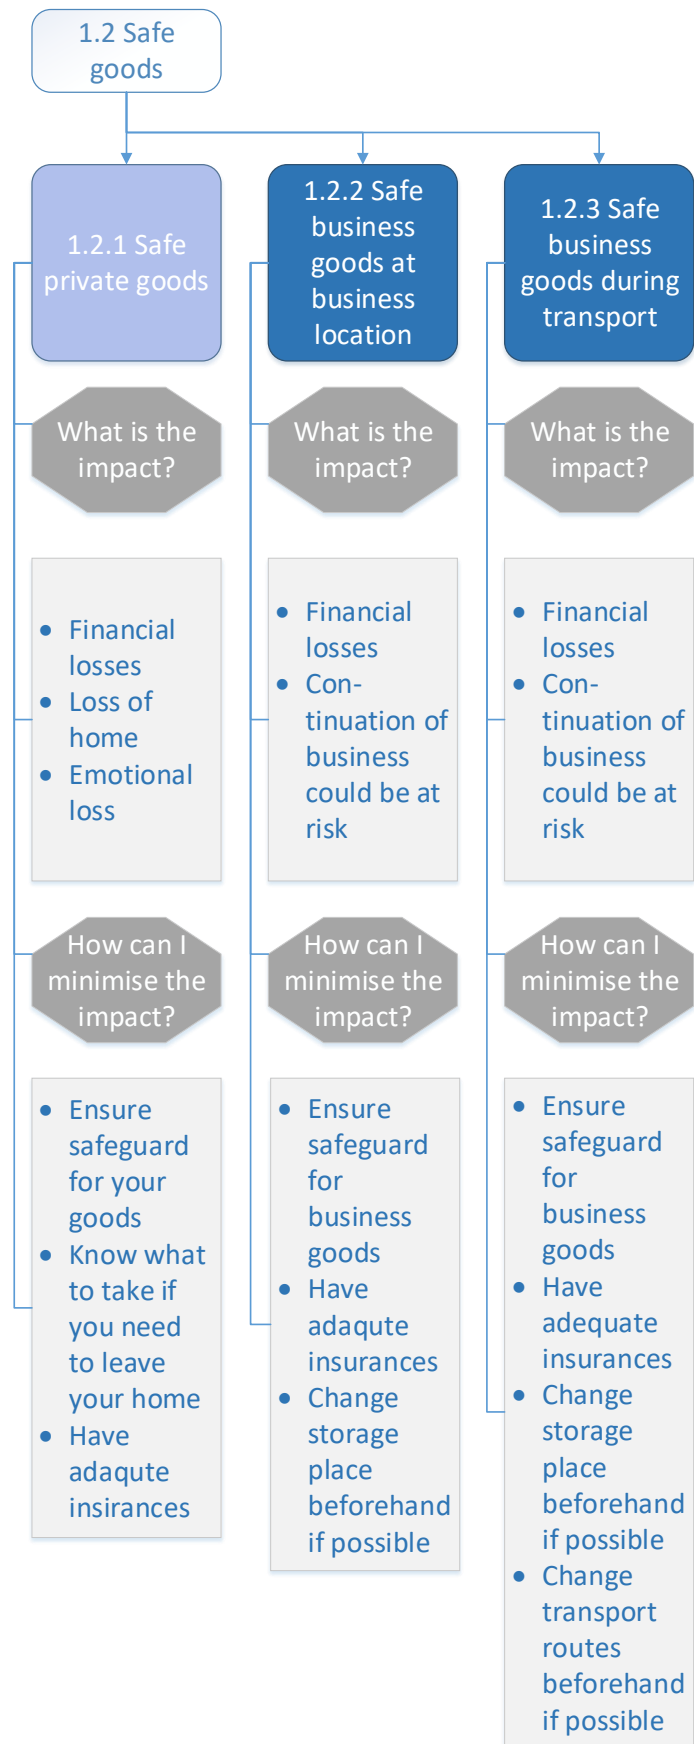 1.2 Safe
goods
1.2.1 Safe
private goods
What is the
impact?
• Financial
losses
• Loss of
home
• Emotional
loss
How can I
minimise the
impact?
• Ensure
safeguard
for your
goods
• Know what
to take if
you need
to leave
your home
• Have
adaqute
insirances
1.2.2 Safe
business
goods at
business
location
What is the
impact?
• Financial
losses
• Con-
tinuation of
business
could be at
risk
How can I
minimise the
impact?
• Ensure
safeguard
for
business
goods
• Have
adaqute
insurances
• Change
storage
place
beforehand
if possible
1.2.3 Safe
business
goods during
transport
What is the
impact?
• Financial
losses
• Con-
tinuation of
business
could be at
risk
How can I
minimise the
impact?
• Ensure
safeguard
for
business
goods
• Have
adequate
insurances
• Change
storage
place
beforehand
if possible
• Change
transport
routes
beforehand
if possible